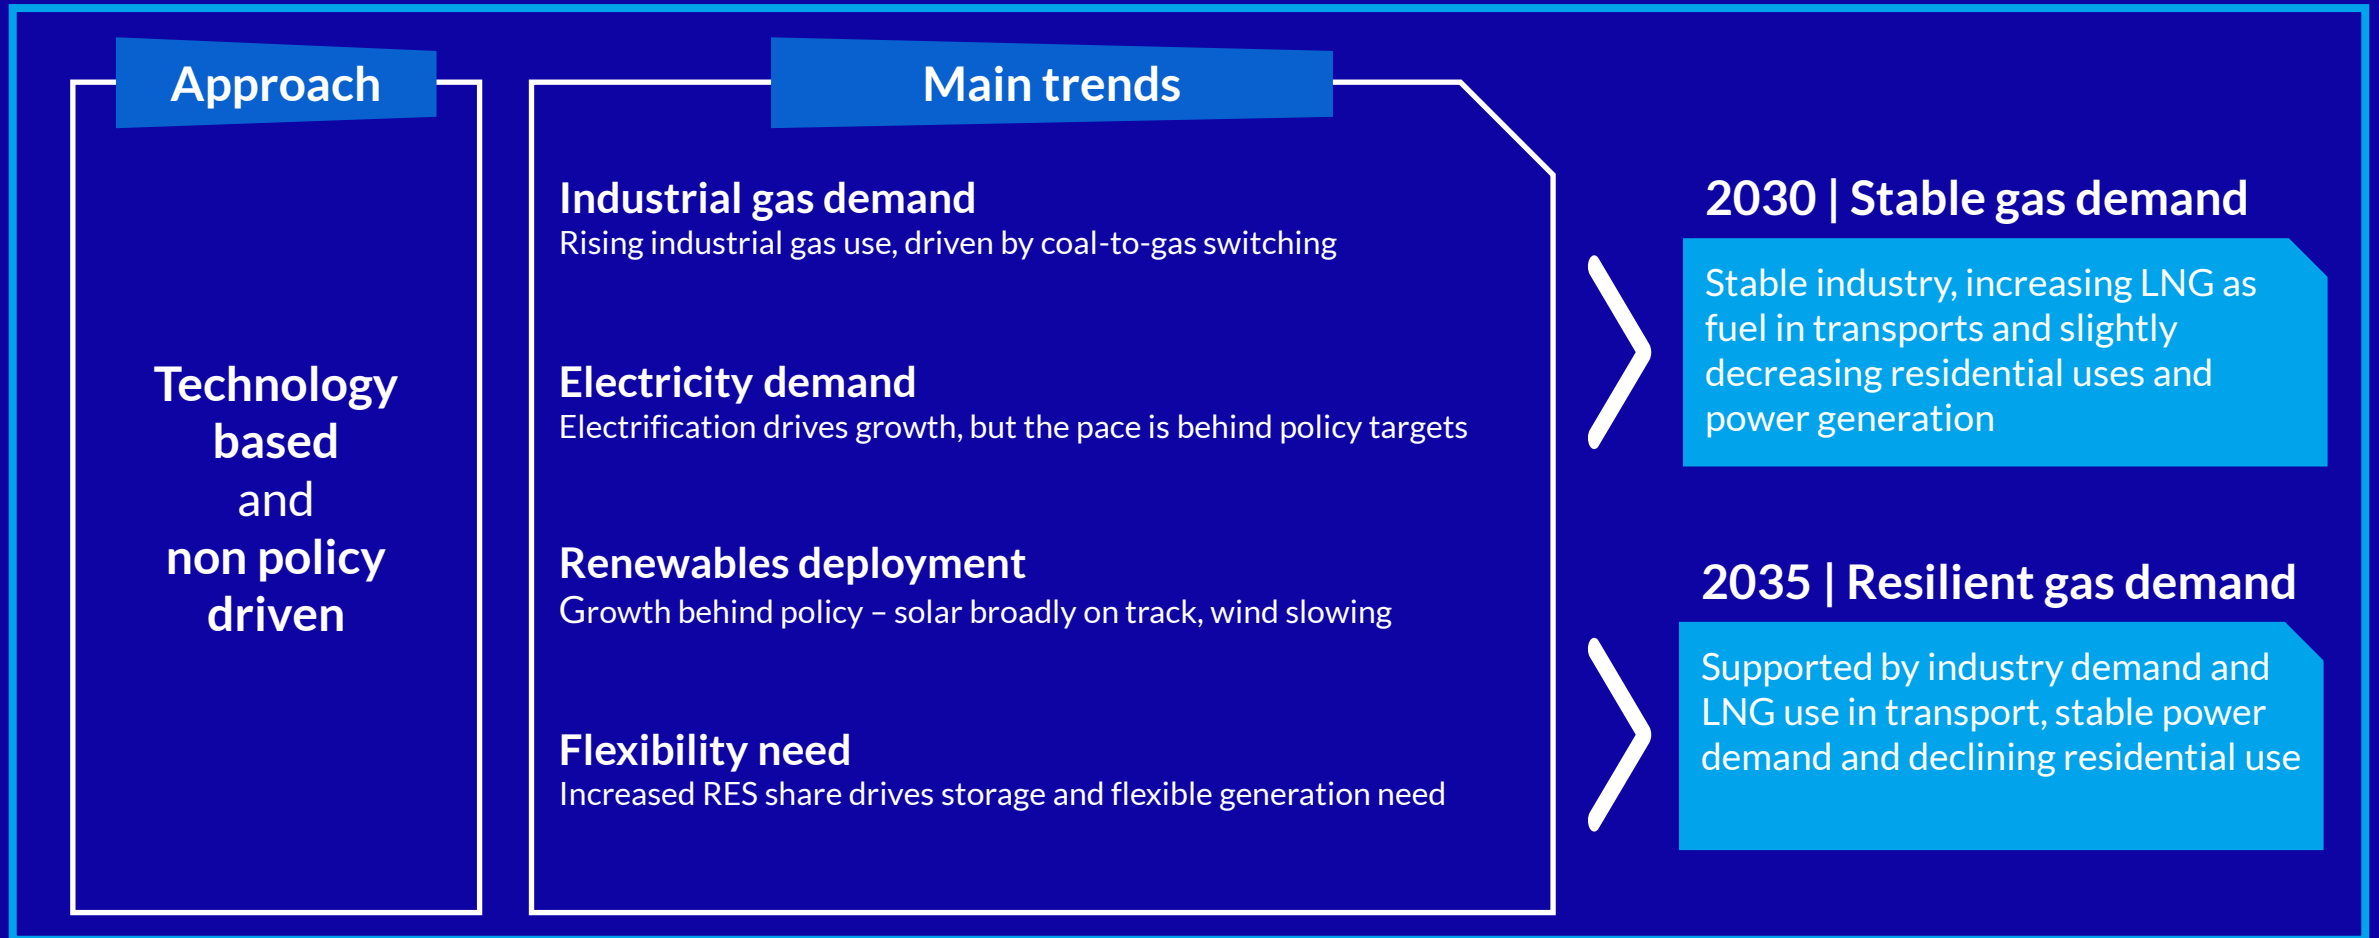 Approach
Technology
based
and
non policy
driven
Main trends
Industrial gas demand
Rising industrial gas use, driven by coal-to-gas switching
Electricity demand
Electrification drives growth, but the pace is behind policy targets
Renewables deployment
Growth behind policy – solar broadly on track, wind slowing
Flexibility need
Increased RES share drives storage and flexible generation need
2030 | Stable gas demand
Stable industry, increasing LNG as
fuel in transports and slightly
decreasing residential uses and
power generation
2035 | Resilient gas demand
Supported by industry demand and
LNG use in transport, stable power
demand and declining residential use